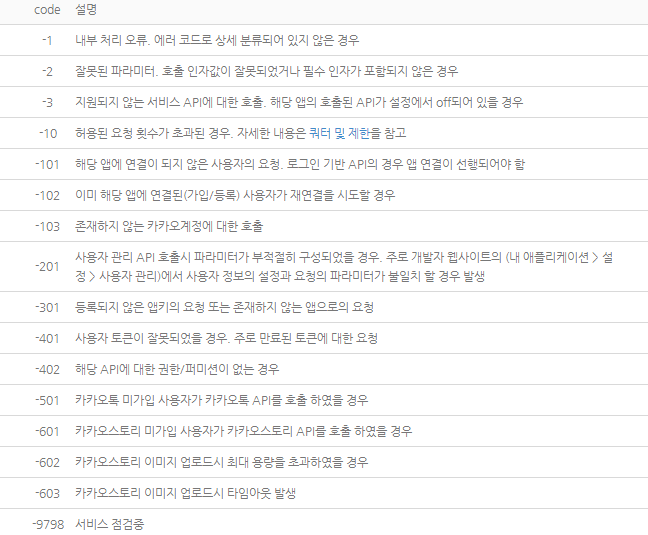 code 설명
-1 내부 처리 오류. 에러 코드로 상세 분류되어 있지 않은 경우
-2 잘못된 파라미터. 호출 인자값이 잘못되었거나 필수 인자가 포함되지 않은 경우
-3 지원되지 않는 서비스 API에 대한 호출. 해당 앱의 호출된 API가 설정에서 off되어 있을 경우
-10 허용된 요청 횟수가 초과된 경우. 자세한 내용은 쿼터 및 제한을 참고
-101 해당 앱에 연결이 되지 않은 사용자의 요청. 로그인 기반 API의 경우 앱 연결이 선행되어야 함
-102 이미 해당 앱에 연결된(가입/등록) 사용자가 재연결을 시도할 경우
-103 존재하지 않는 카카오계정에 대한 호출
-201 사용자 관리 API 호출시 파라미터가 부적절히 구성되었을 경우. 주로 개발자 웹사이트의 (내 애플리케이션 > 설
정 > 사용자 관리)에서 사용자 정보의 설정과 요청의 파라미터가 불일치 할 경우 발생
-301 등록되지 않은 앱키의 요청 또는 존재하지 않는 앱으로의 요청
-401 사용자 토큰이 잘못되었을 경우. 주로 만료된 토큰에 대한 요청
-402 해당 API에 대한 권한/퍼미션이 없는 경우
-501 카카오톡 미가입 사용자가 카카오톡 API를 호출 하였을 경우
-601 카카오스토리 미가입 사용자가 카카오스토리 API를 호출 하였을 경우
-602 카카오스토리 이미지 업로드시 최대 용량을 초과하였을 경우
-603 카카오스토리 이미지 업로드시 타임아웃 발생
-9798 서비스 점검중